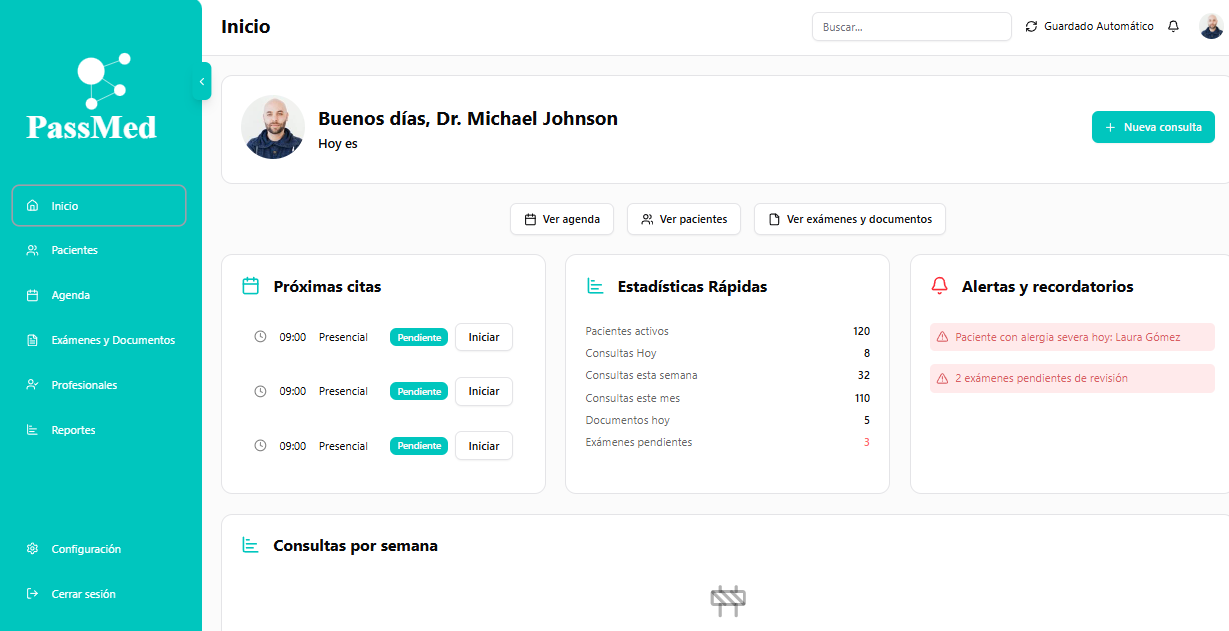 PassMed
Inicio
Pacientes
Agenda
Exámenes y Documentos
Profesionales
Reportes
Configuración
Cerrar sesión
Inicio
Buscar...
Guardado Automático
Buenos días, Dr. Michael Johnson
Hoy es
Nueva consulta
Ver agenda
Ver pacientes
Ver exámenes y documentos
Próximas citas
09:00 Presencial Pendiente Iniciar
09:00 Presencial Pendiente Iniciar
09:00 Presencial Pendiente Iniciar
Estadísticas Rápidas
Pacientes activos 120
Consultas Hoy 8
Consultas esta semana 32
Consultas este mes 110
Documentos hoy 5
Exámenes pendientes 3
Alertas y recordatorios
Paciente con alergia severa hoy: Laura Gómez
2 exámenes pendientes de revisión
Consultas por semana